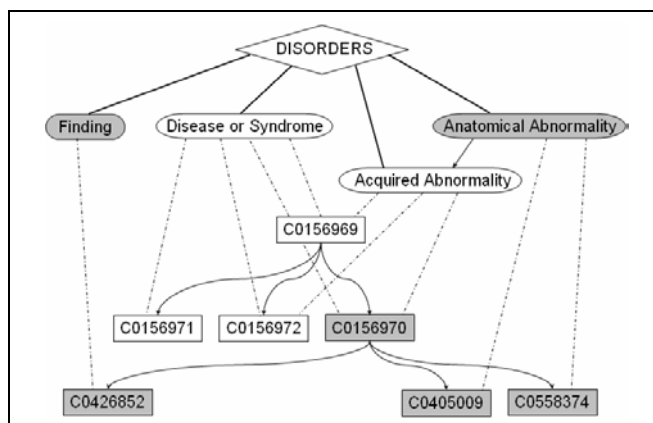 DISORDERS
Finding
Disease or Syndrome
Anatomical Abnormality
Acquired Abnormality
C0156969
C0156971
C0156972
C0156970
C0426852
C0405009
C0558374